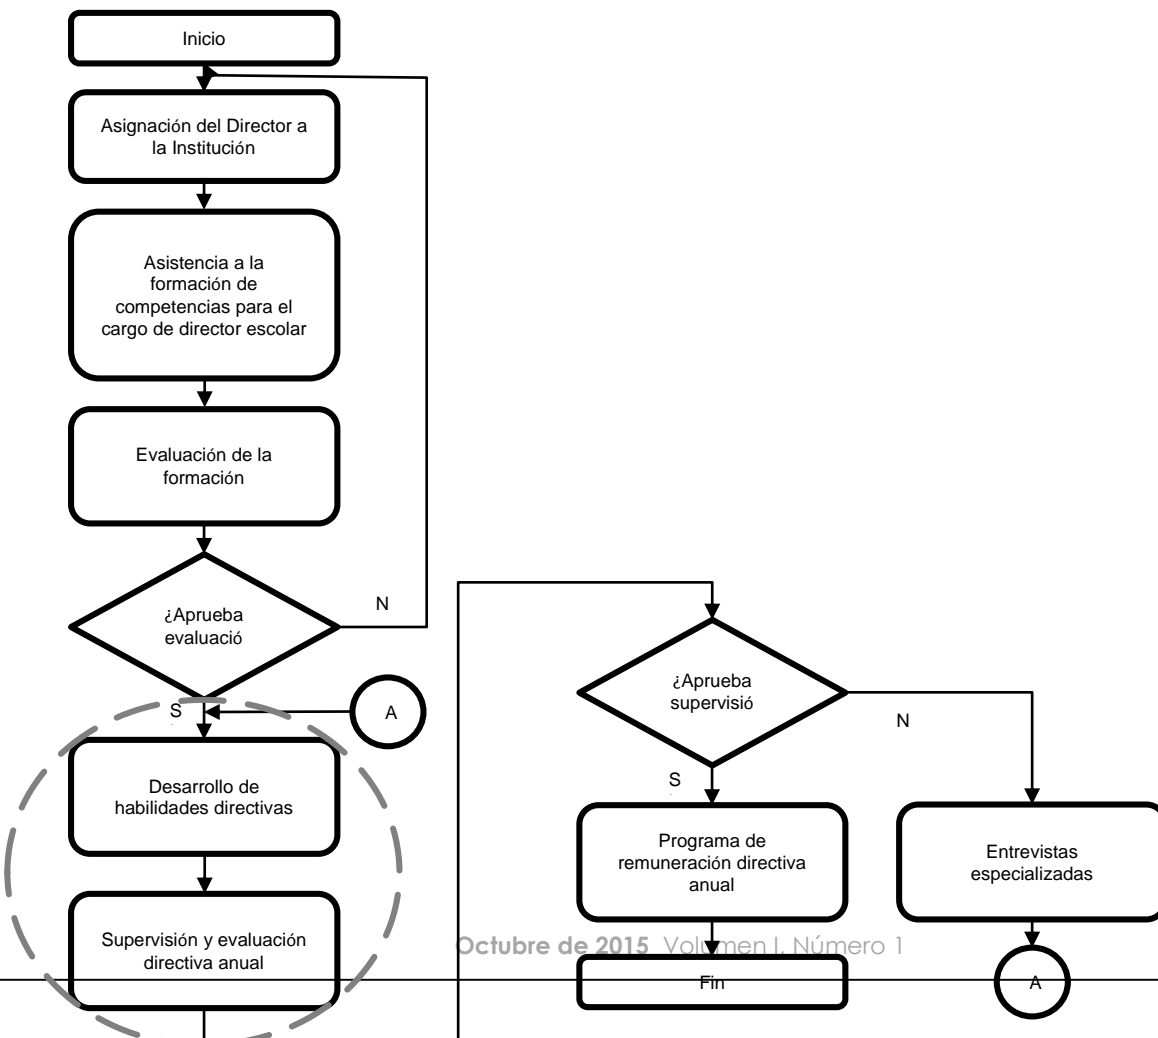 Inicio
Asignación del Director a
la Institución
Asistencia a la
formación de
competencias para el
cargo de director escolar
Evaluación de la
formación
¿Aprueba
evaluació
N
S
A
Desarrollo de
habilidades directivas
Supervisión y evaluación
directiva anual
¿Aprueba
supervisió
N
S
Programa de
remuneración directiva
anual
Entrevistas
especializadas
Octubre de 2015 Volumen I, Número 1
Fin
A